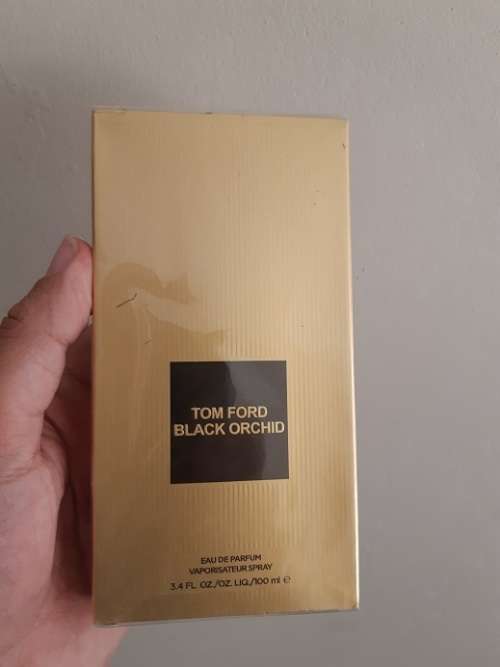 TOM FORD
BLACK ORCHID
EAU DE PARFUM
VAPORISATEUR SPRAY
3.4 FL. OZ./OZ. LIQ./100 ml ℮